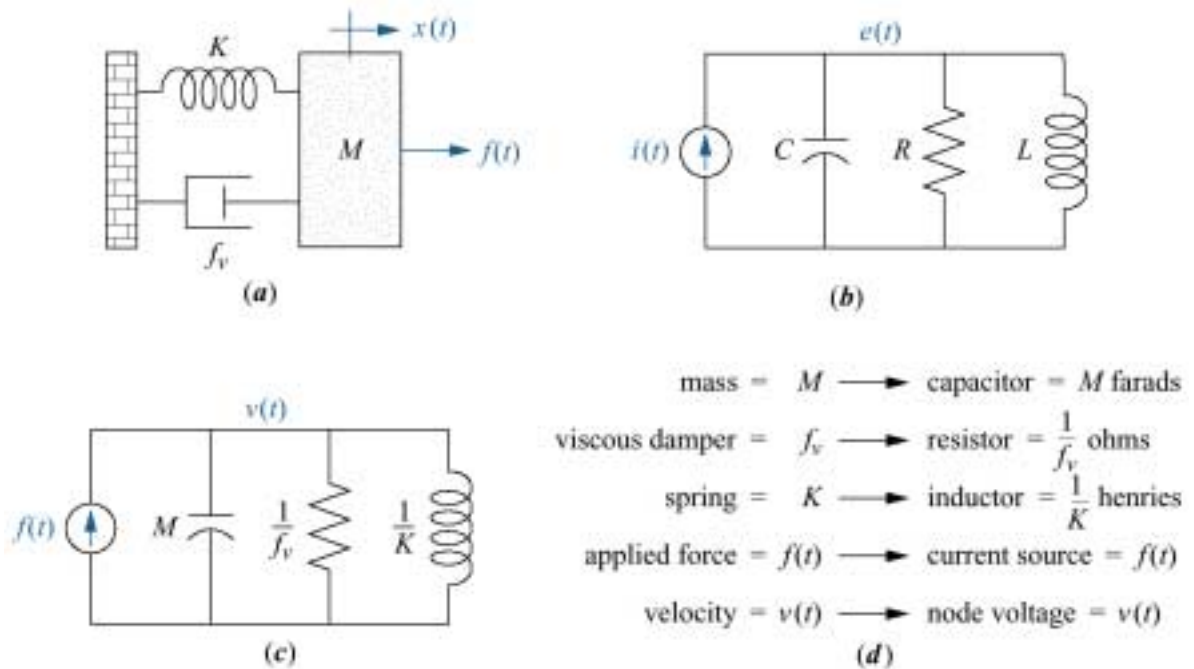 x(t)
K
M
f(t)
f_v
(a)
e(t)
i(t)
C
R
L
(b)
v(t)
f(t)
M
1/f_v
1/K
(c)
mass = M → capacitor = M farads
viscous damper = f_v → resistor = 1/f_v ohms
spring = K → inductor = 1/K henries
applied force = f(t) → current source = f(t)
velocity = v(t) → node voltage = v(t)
(d)